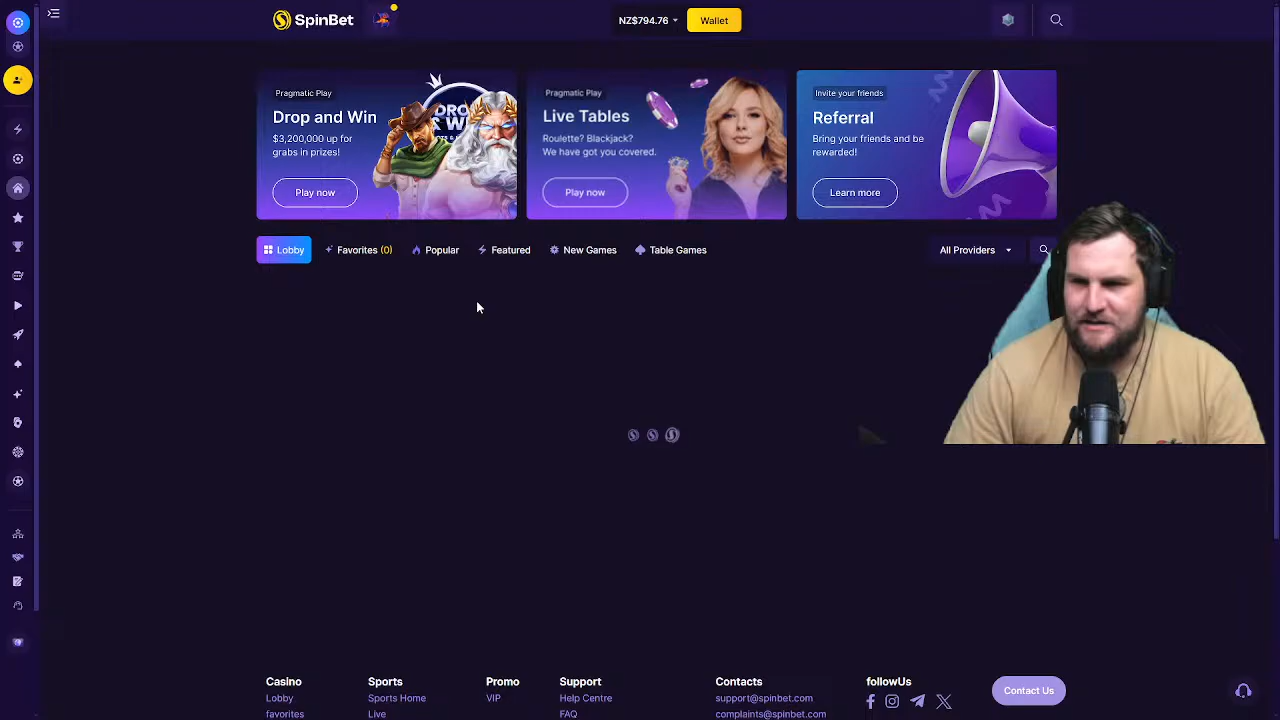 SpinBet
NZ$794.76
Wallet
Pragmatic Play
Drop and Win
$3,200,000 up for
grabs in prizes!
Play now
Pragmatic Play
Live Tables
Roulette? Blackjack?
We have got you covered.
Play now
Invite your friends
Referral
Bring your friends and be
rewarded!
Learn more
Lobby
Favorites (0)
Popular
Featured
New Games
Table Games
All Providers
Casino
Sports
Promo
Support
Contacts
followUs
Lobby
Sports Home
VIP
Help Centre
support@spinbet.com
Contact Us
favorites
Live
FAQ
complaints@spinbet.com